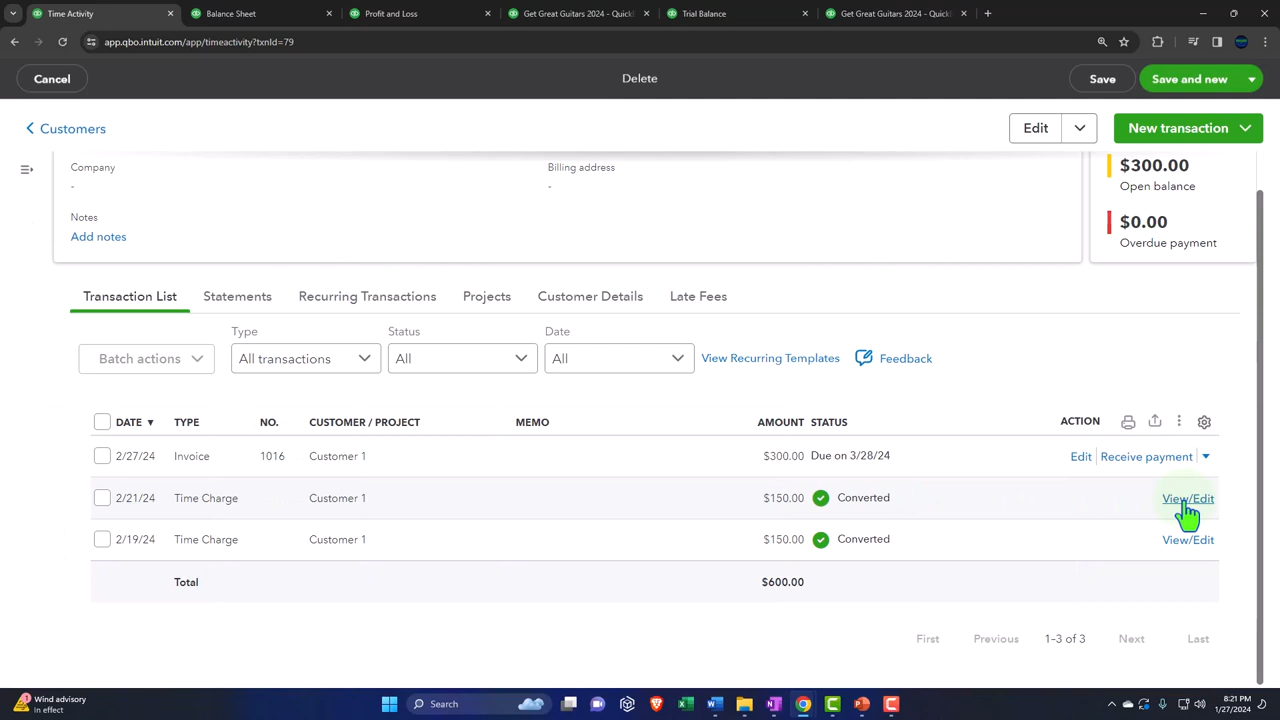 Time Activity
Balance Sheet
Profit and Loss
Get Great Guitars 2024 - Quick
Trial Balance
Get Great Guitars 2024 - Quick
app.qbo.intuit.com/app/timeactivity?txnId=79
Cancel
Delete
Save
Save and new
Customers
Edit
New transaction
Company
Billing address
$300.00
-
-
Open balance
Notes
$0.00
Add notes
Overdue payment
Transaction List
Statements
Recurring Transactions
Projects
Customer Details
Late Fees
Type
Status
Date
Batch actions
All transactions
All
All
View Recurring Templates
Feedback
DATE TYPE NO. CUSTOMER / PROJECT MEMO AMOUNT STATUS ACTION
2/27/24 Invoice 1016 Customer 1 $300.00 Due on 3/28/24 Edit Receive payment
2/21/24 Time Charge Customer 1 $150.00 Converted View/Edit
2/19/24 Time Charge Customer 1 $150.00 Converted View/Edit
Total $600.00
First Previous 1–3 of 3 Next Last
Wind advisory
In effect
Search
8:21 PM
1/27/2024